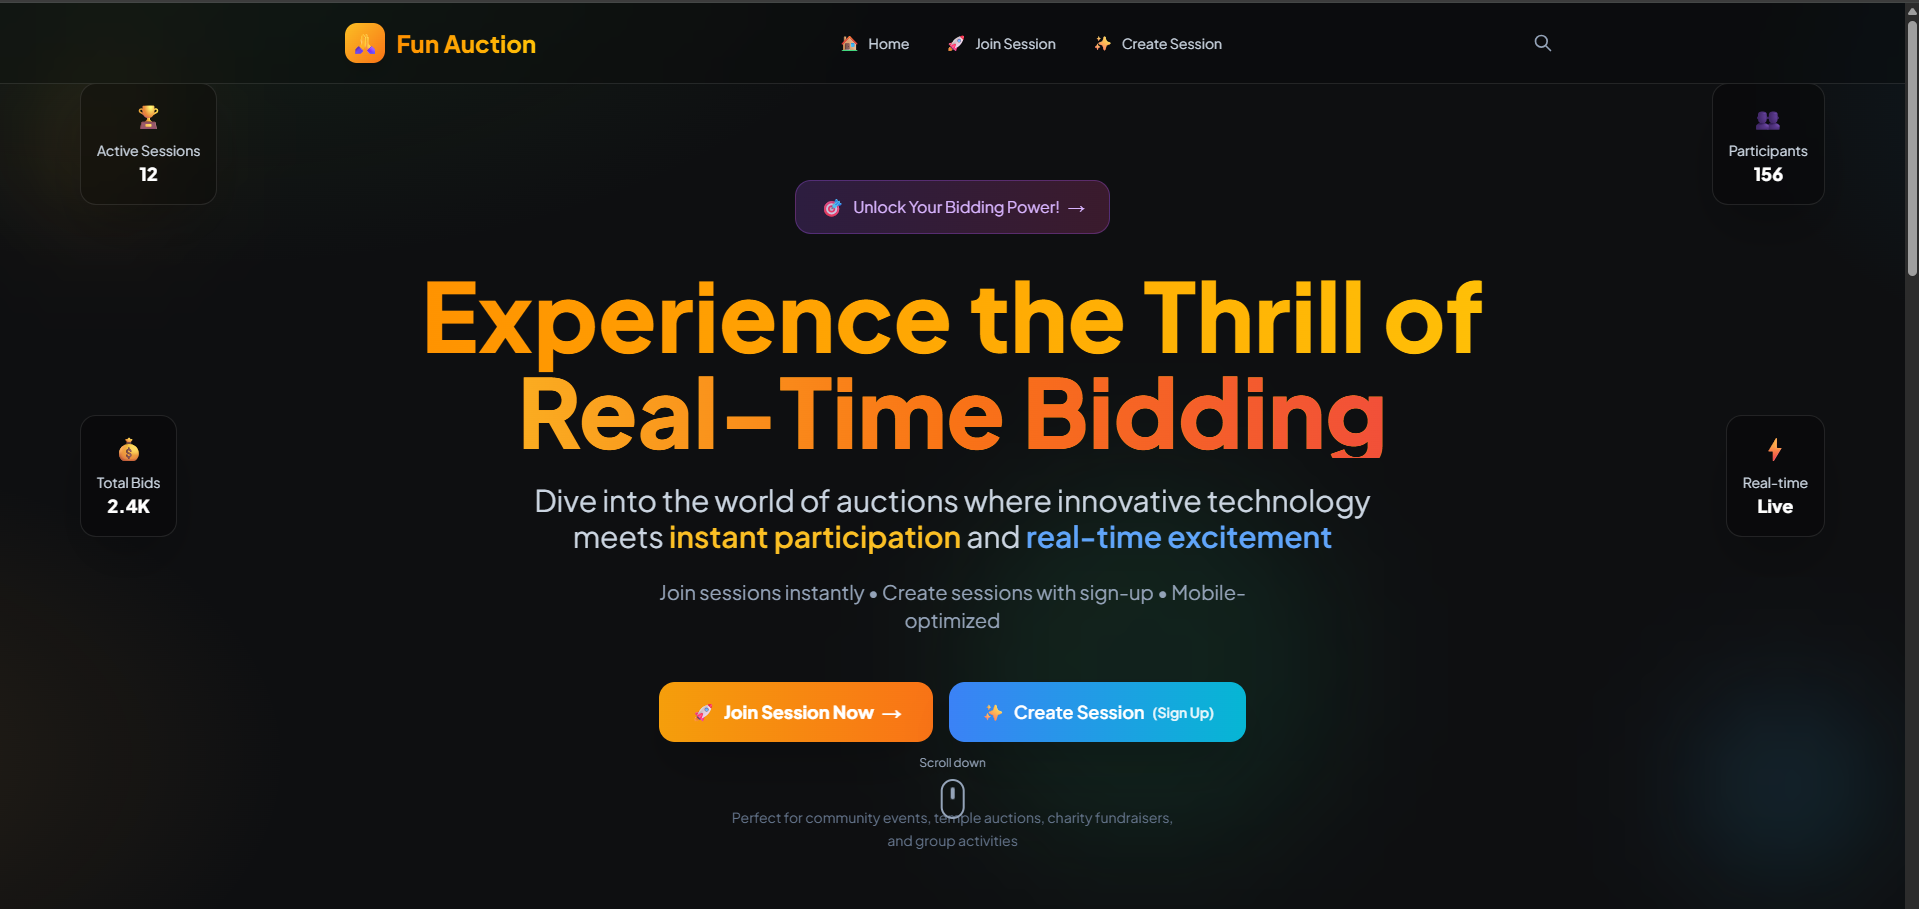 Fun Auction
Home
Join Session
Create Session
Active Sessions
12
Participants
156
Unlock Your Bidding Power! →
Experience the Thrill of
Real-Time Bidding
Total Bids
2.4K
Real-time
Live
Dive into the world of auctions where innovative technology
meets instant participation and real-time excitement
Join sessions instantly • Create sessions with sign-up • Mobile-
optimized
Join Session Now →
Create Session (Sign Up)
Scroll down
Perfect for community events, temple auctions, charity fundraisers,
and group activities